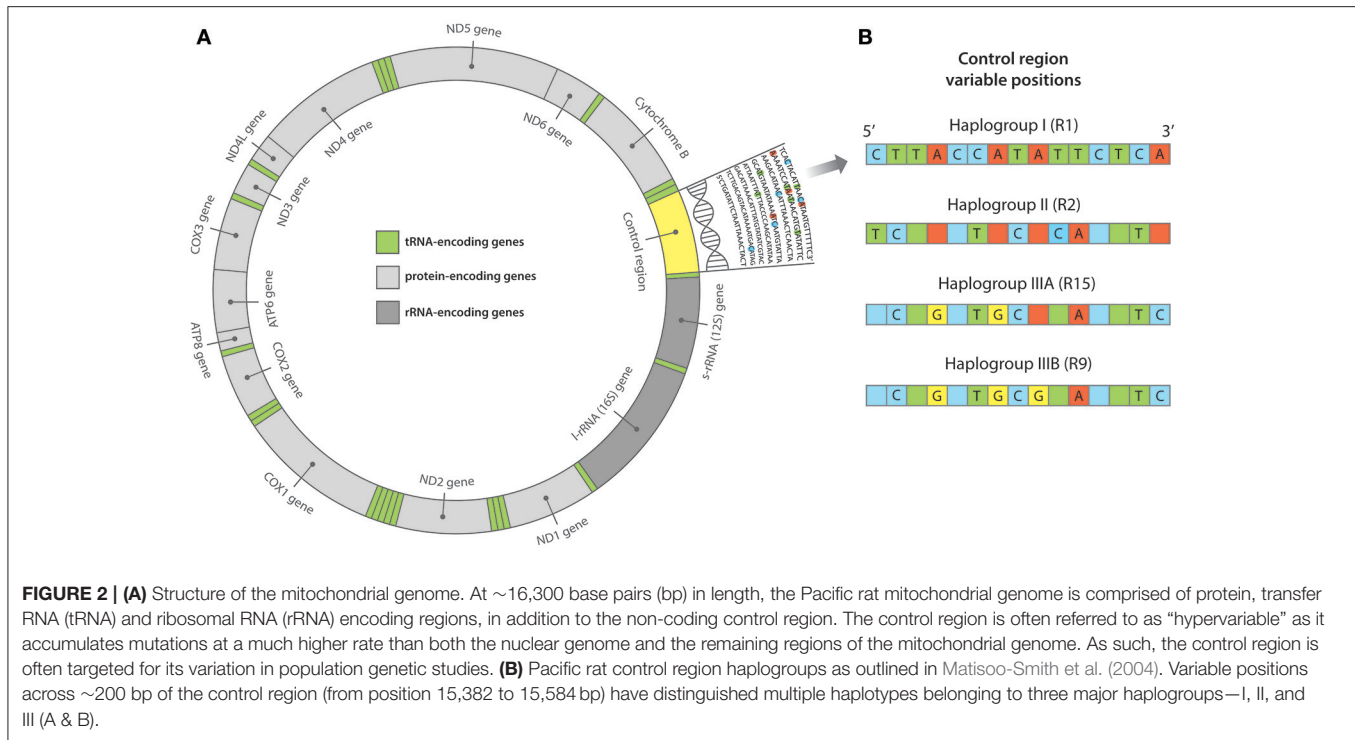 A
ND5 gene
ND6 gene
Cytochrome B
Control region
s-rRNA (12S) gene
l-rRNA (16S) gene
ND1 gene
ND2 gene
COX1 gene
COX2 gene
ATP8 gene
ATP6 gene
COX3 gene
ND3 gene
ND4L gene
ND4 gene
tRNA-encoding genes
protein-encoding genes
rRNA-encoding genes
B
Control region
variable positions
5′ Haplogroup I (R1) 3′
C T T A C C A T A T T C T C A
Haplogroup II (R2)
T C T C C A T
Haplogroup IIIA (R15)
C G T G C A T C
Haplogroup IIIB (R9)
C G T G C G A T C
FIGURE 2 | (A) Structure of the mitochondrial genome. At ∼16,300 base pairs (bp) in length, the Pacific rat mitochondrial genome is comprised of protein, transfer
RNA (tRNA) and ribosomal RNA (rRNA) encoding regions, in addition to the non-coding control region. The control region is often referred to as “hypervariable” as it
accumulates mutations at a much higher rate than both the nuclear genome and the remaining regions of the mitochondrial genome. As such, the control region is
often targeted for its variation in population genetic studies. (B) Pacific rat control region haplogroups as outlined in Matisoo-Smith et al. (2004). Variable positions
across ∼200 bp of the control region (from position 15,382 to 15,584 bp) have distinguished multiple haplotypes belonging to three major haplogroups—I, II, and
III (A & B).